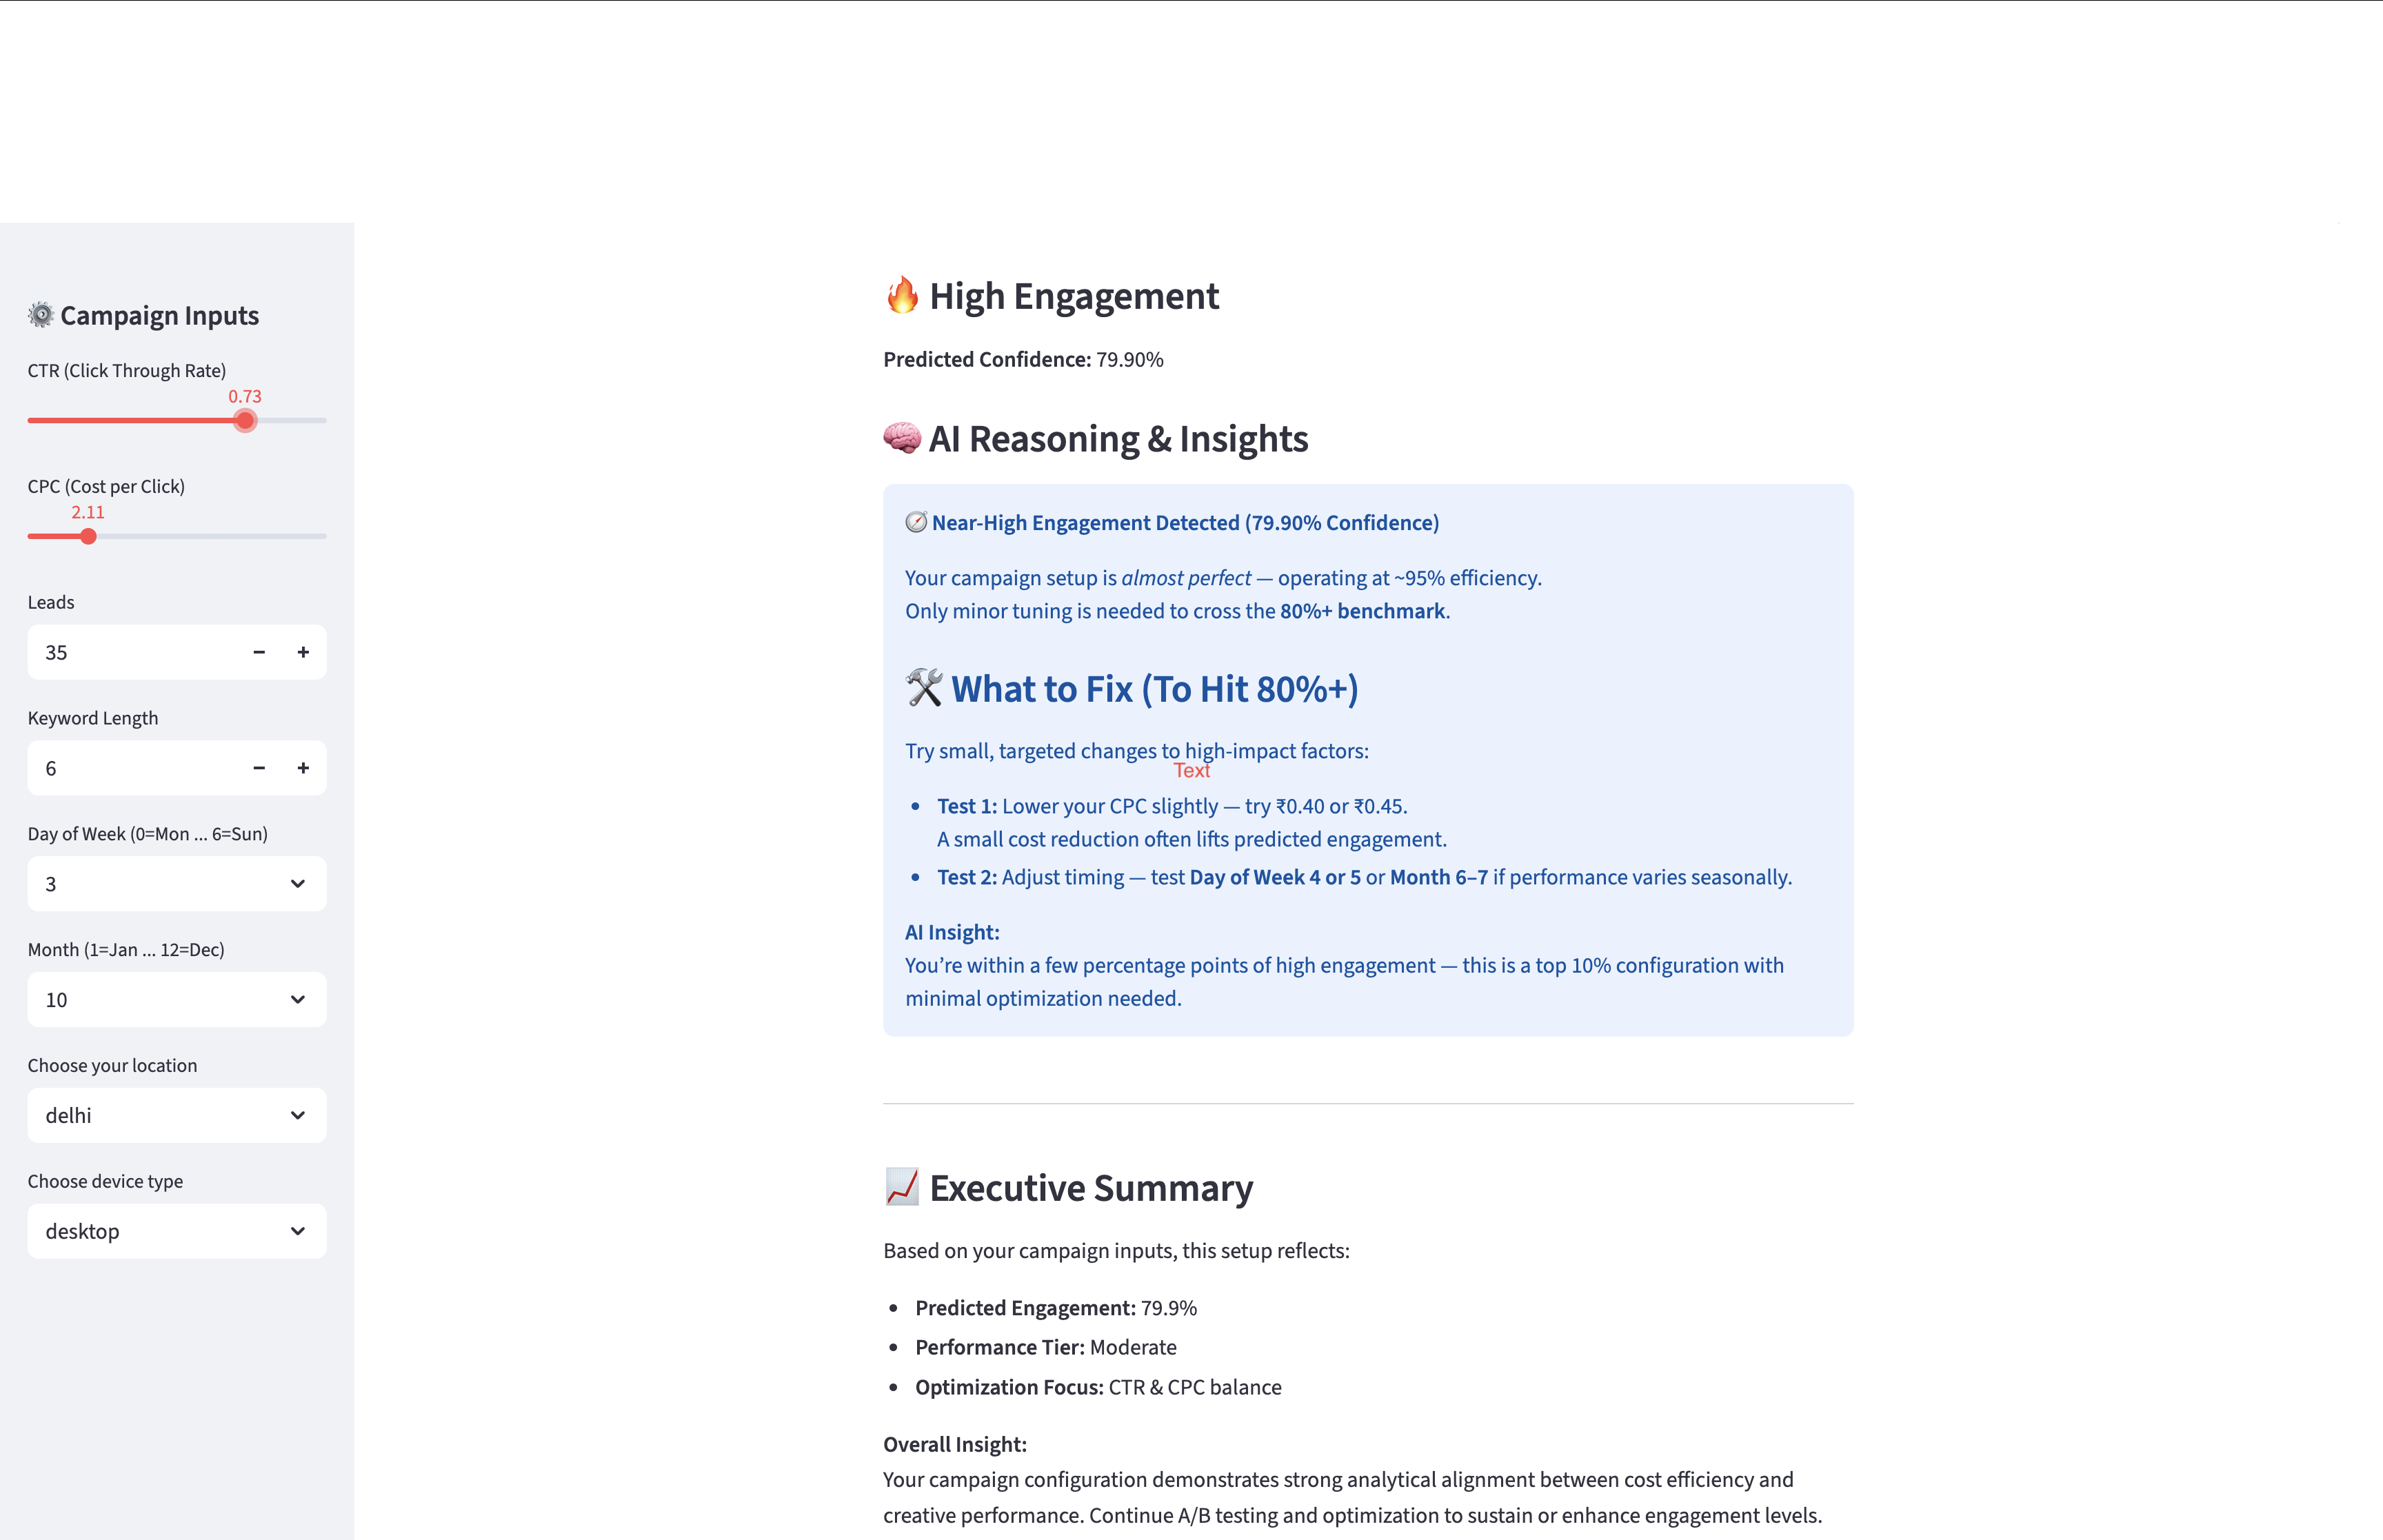 ⚙️ Campaign Inputs
CTR (Click Through Rate)
0.73
CPC (Cost per Click)
2.11
Leads
35
Keyword Length
6
Day of Week (0=Mon ... 6=Sun)
3
Month (1=Jan ... 12=Dec)
10
Choose your location
delhi
Choose device type
desktop
🔥 High Engagement
Predicted Confidence: 79.90%
🧠 AI Reasoning & Insights
🧭 Near-High Engagement Detected (79.90% Confidence)
Your campaign setup is almost perfect — operating at ~95% efficiency.
Only minor tuning is needed to cross the 80%+ benchmark.
🛠️ What to Fix (To Hit 80%+)
Try small, targeted changes to high-impact factors:
Text
• Test 1: Lower your CPC slightly — try ₹0.40 or ₹0.45.
A small cost reduction often lifts predicted engagement.
• Test 2: Adjust timing — test Day of Week 4 or 5 or Month 6–7 if performance varies seasonally.
AI Insight:
You’re within a few percentage points of high engagement — this is a top 10% configuration with
minimal optimization needed.
📈 Executive Summary
Based on your campaign inputs, this setup reflects:
• Predicted Engagement: 79.9%
• Performance Tier: Moderate
• Optimization Focus: CTR & CPC balance
Overall Insight:
Your campaign configuration demonstrates strong analytical alignment between cost efficiency and
creative performance. Continue A/B testing and optimization to sustain or enhance engagement levels.